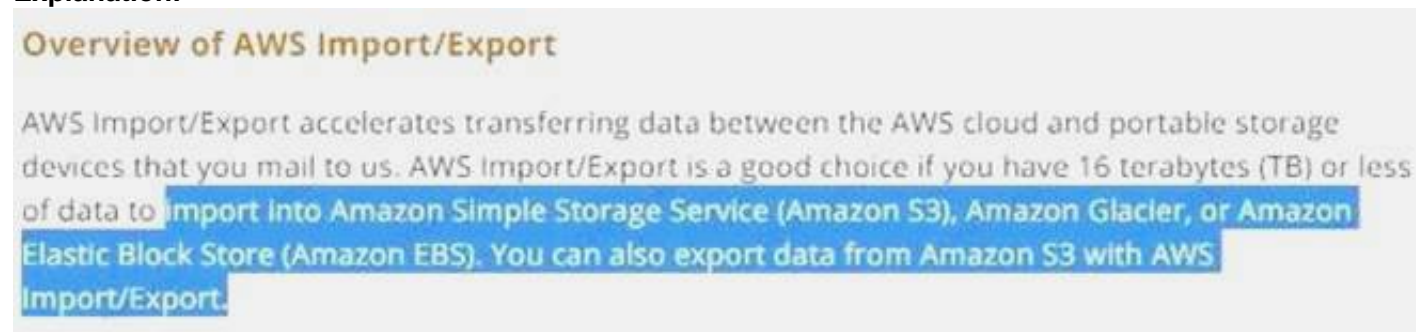 Explanation:
Overview of AWS Import/Export
AWS Import/Export accelerates transferring data between the AWS cloud and portable storage
devices that you mail to us. AWS Import/Export is a good choice if you have 16 terabytes (TB) or less
of data to import into Amazon Simple Storage Service (Amazon S3), Amazon Glacier, or Amazon
Elastic Block Store (Amazon EBS). You can also export data from Amazon S3 with AWS
Import/Export.